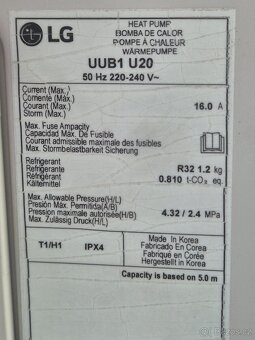 LG
HEAT PUMP
BOMBA DE CALOR
POMPE À CHALEUR
WÄRMEPUMPE
UUB1 U20
50 Hz 220-240 V~
Current (Max.)
Corriente (Max.)
Courant (Max.)
Storm (Max.)
16.0 A
Max. Fuse Ampacity
Capacidad Máx. De Fusible
Courant admissible maximale des fusibles
Max. Stormbelastbarkeit Sicherung
Refrigerant
Refrigerante
Réfrigérant
Kältemittel
R32 1.2 kg
0.810 t-CO₂ eq.
Max. Allowable Pressure(H/L)
Presión Máx. Permitida(A/B)
Pression maximale autorisée(H/B)
Max. Zulässig Druck(H/L)
4.32 / 2.4 MPa
T1/H1
IPX4
Made in Korea
Fabricado En Corea
Fabriqué en Corée
Hergestellt in Korea
Capacity is based on 5.0 m